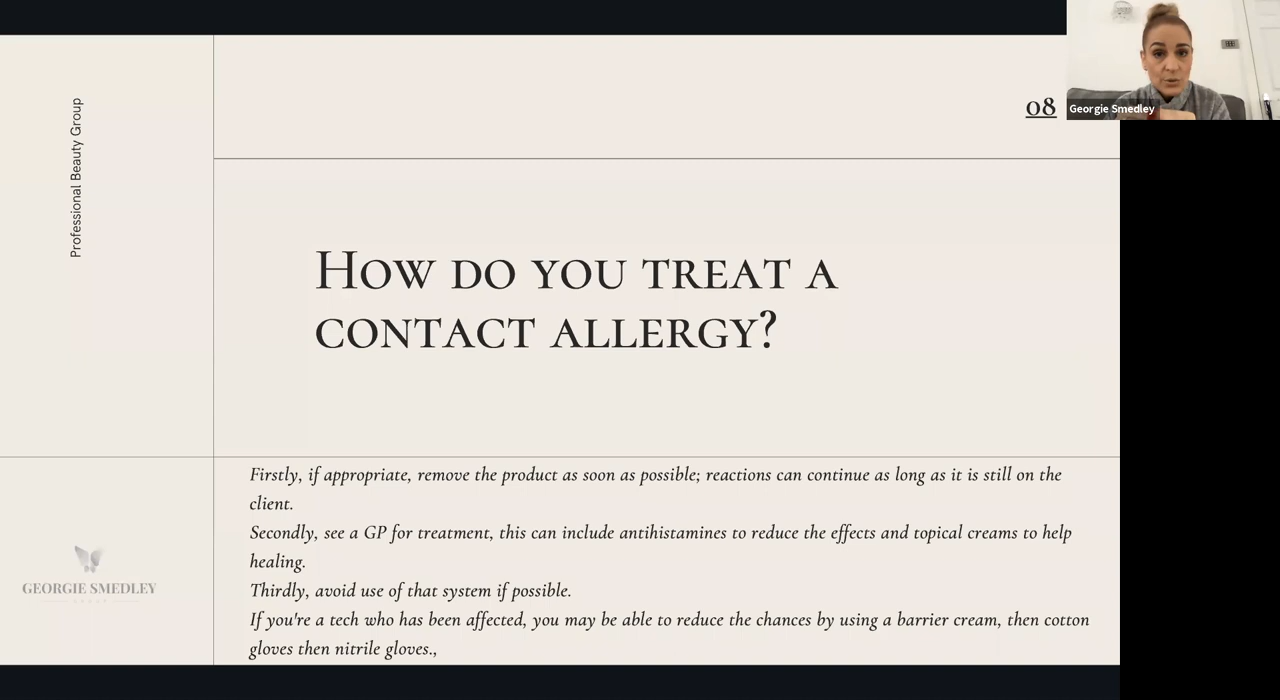 Professional Beauty Group
08
Georgie Smedley
How do you treat a
contact allergy?
Firstly, if appropriate, remove the product as soon as possible; reactions can continue as long as it is still on the
client.
Secondly, see a GP for treatment, this can include antihistamines to reduce the effects and topical creams to help
healing.
Thirdly, avoid use of that system if possible.
If you're a tech who has been affected, you may be able to reduce the chances by using a barrier cream, then cotton
gloves then nitrile gloves.,
GEORGIE SMEDLEY